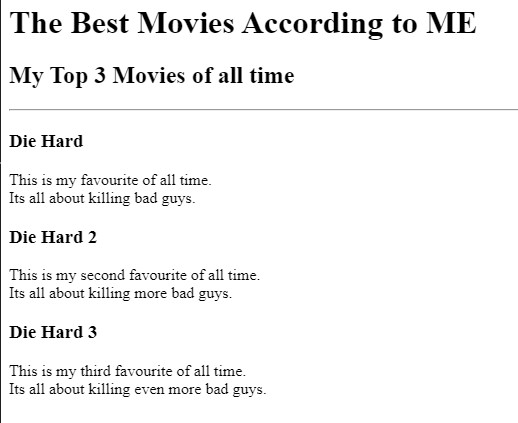 The Best Movies According to ME
My Top 3 Movies of all time
Die Hard
This is my favourite of all time.
Its all about killing bad guys.
Die Hard 2
This is my second favourite of all time.
Its all about killing more bad guys.
Die Hard 3
This is my third favourite of all time.
Its all about killing even more bad guys.